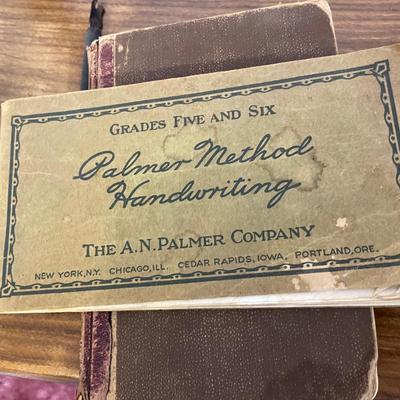 GRADES FIVE AND SIX
Palmer Method
Handwriting
THE A.N. PALMER COMPANY
NEW YORK, N.Y. CHICAGO, ILL. CEDAR RAPIDS, IOWA, PORTLAND, ORE.